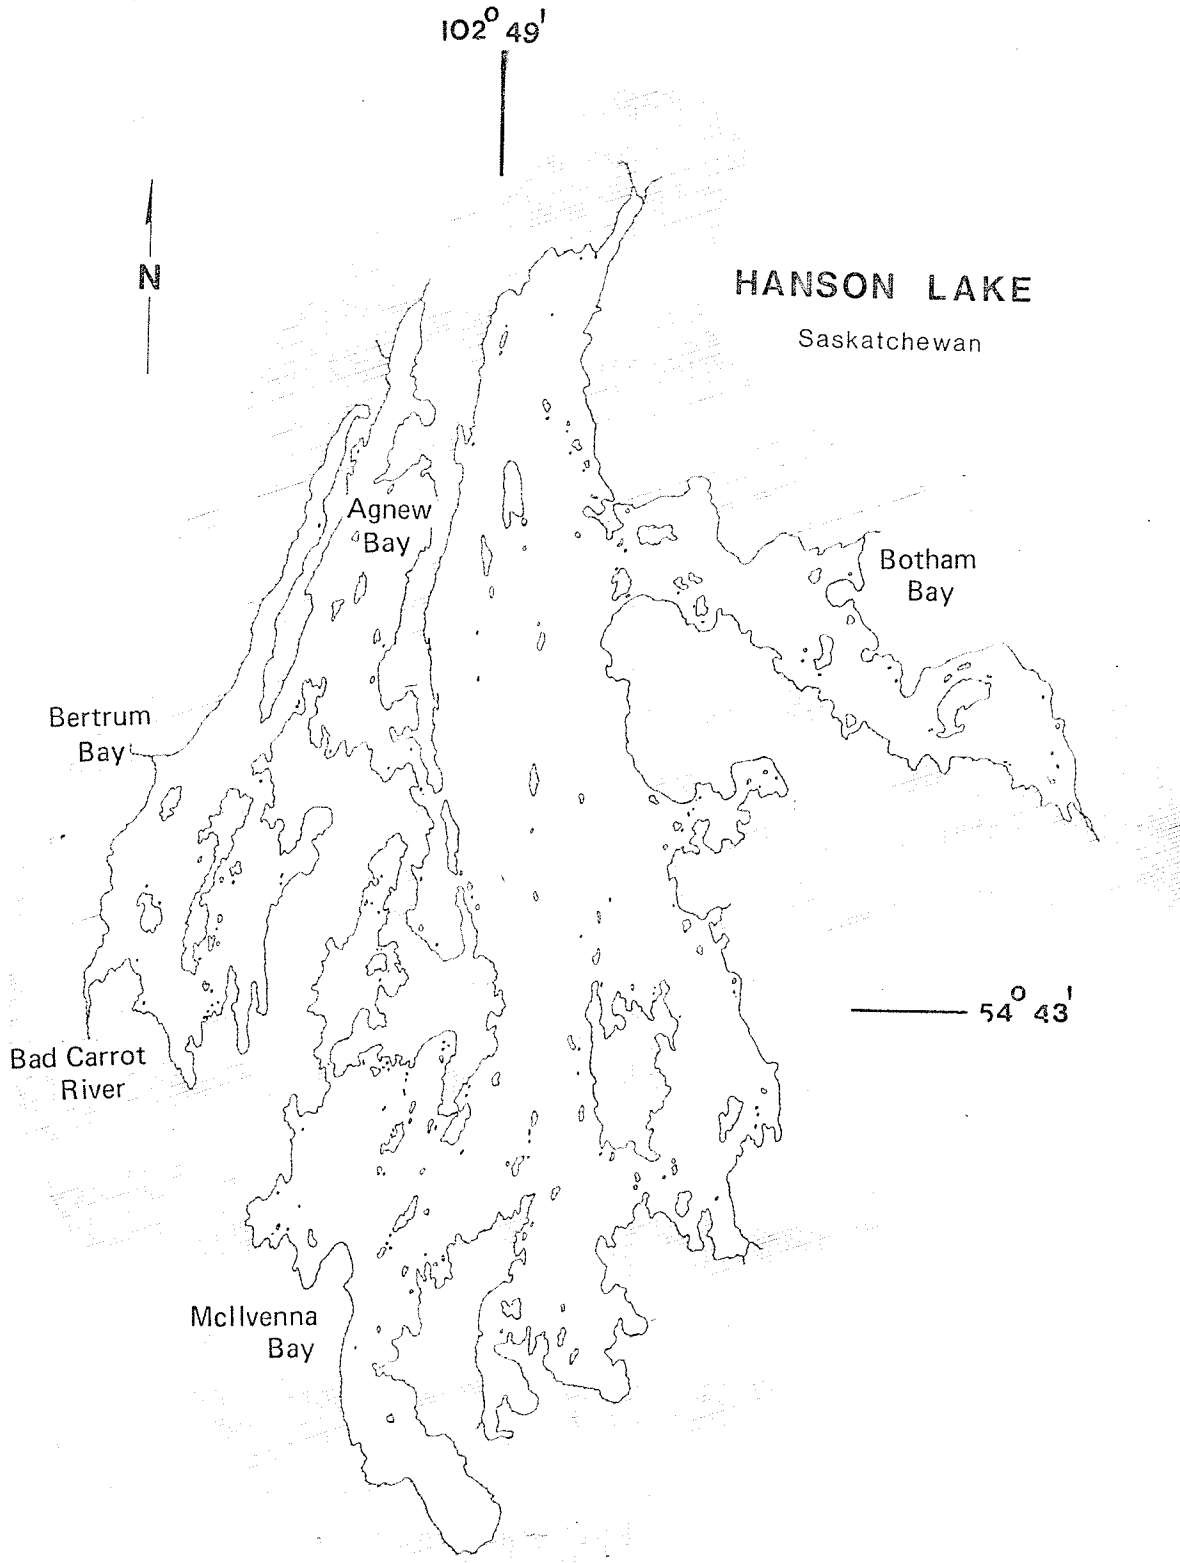 102° 49'
N
HANSON LAKE
Saskatchewan
Agnew
Bay
Botham
Bay
Bertrum
Bay
54° 43'
Bad Carrot
River
McIlvenna
Bay